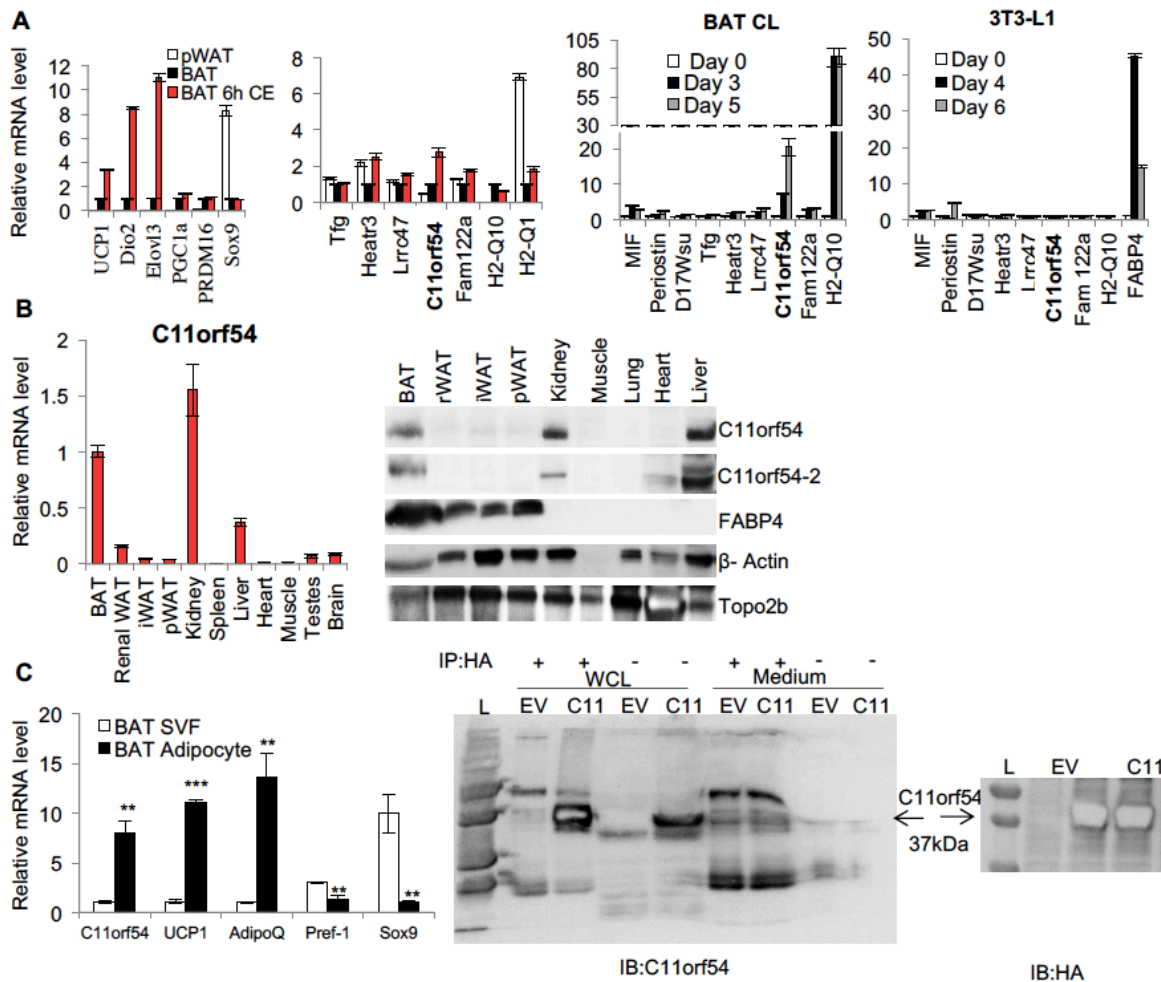 A
Relative mRNA level
12
10
8
6
4
2
0
pWAT
BAT
BAT 6h CE
UCP1
Dio2
Elovl3
PGC1a
PRDM16
Sox9
8
6
4
2
0
Tfg
Heatr3
Lrrc47
C11orf54
Fam122a
H2-Q10
H2-Q1
BAT CL
105
80
55
30
30
20
10
0
Day 0
Day 3
Day 5
MIF
Periostin
D17Wsu
Tfg
Heatr3
Lrrc47
C11orf54
Fam122a
H2-Q10
3T3-L1
50
40
30
20
10
0
Day 0
Day 4
Day 6
MIF
Periostin
D17Wsu
Heatr3
Lrrc47
C11orf54
Fam 122a
H2-Q10
FABP4
B
C11orf54
Relative mRNA level
2
1.5
1
0.5
0
BAT
Renal WAT
iWAT
pWAT
Kidney
Spleen
Liver
Heart
Muscle
Testes
Brain
BAT
rWAT
iWAT
pWAT
Kidney
Muscle
Lung
Heart
Liver
C11orf54
C11orf54-2
FABP4
β- Actin
Topo2b
C
Relative mRNA level
20
15
10
5
0
BAT SVF
BAT Adipocyte
**
***
**
**
**
C11orf54
UCP1
AdipoQ
Pref-1
Sox9
IP:HA + + - - + + - -
WCL Medium
L EV C11 EV C11 EV C11 EV C11
IB:C11orf54
C11orf54
37kDa
L EV C11
IB:HA